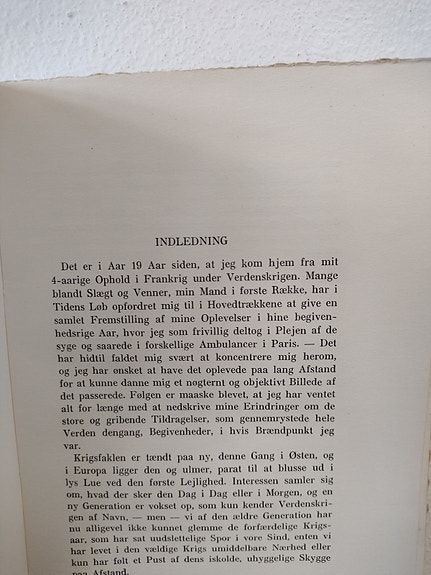 INDLEDNING
Det er i Aar 19 Aar siden, at jeg kom hjem fra mit
4-aarige Ophold i Frankrig under Verdenskrigen. Mange
blandt Slægt og Venner, min Mand i første Række, har i
Tidens Løb opfordret mig til i Hovedtrækkene at give en
samlet Fremstilling af mine Oplevelser i hine begiven-
hedsrige Aar, hvor jeg som frivillig deltog i Plejen af de
syge og saarede i forskellige Ambulancer i Paris. — Det
har hidtil faldet mig svært at koncentrere mig herom,
og jeg har ønsket at have det oplevede paa lang Afstand
for at kunne danne mig et nøgternt og objektivt Billede af
det passerede. Følgen er maaske blevet, at jeg har ventet
alt for længe med at nedskrive mine Erindringer om de
store og gribende Tildragelser, som gennemrystede hele
Verden dengang, Begivenheder, i hvis Brændpunkt jeg
var.
Krigsfaklen er tændt paa ny, denne Gang i Østen, og
i Europa ligger den og ulmer, parat til at blusse ud i
lys Lue ved den første Lejlighed. Interessen samler sig
om, hvad der sker den Dag i Dag eller i Morgen, og en
ny Generation er vokset op, som kun kender Verdenskri-
gen af Navn, — men — vi af den ældre Generation har
nu alligevel ikke kunnet glemme de forfærdelige Krigs-
aar, som har sat uudslettelige Spor i vore Sind, enten vi
har levet i den vældige Krigs umiddelbare Nærhed eller
kun har følt et Pust af dens iskolde, uhyggelige Skygge
paa Afstand.